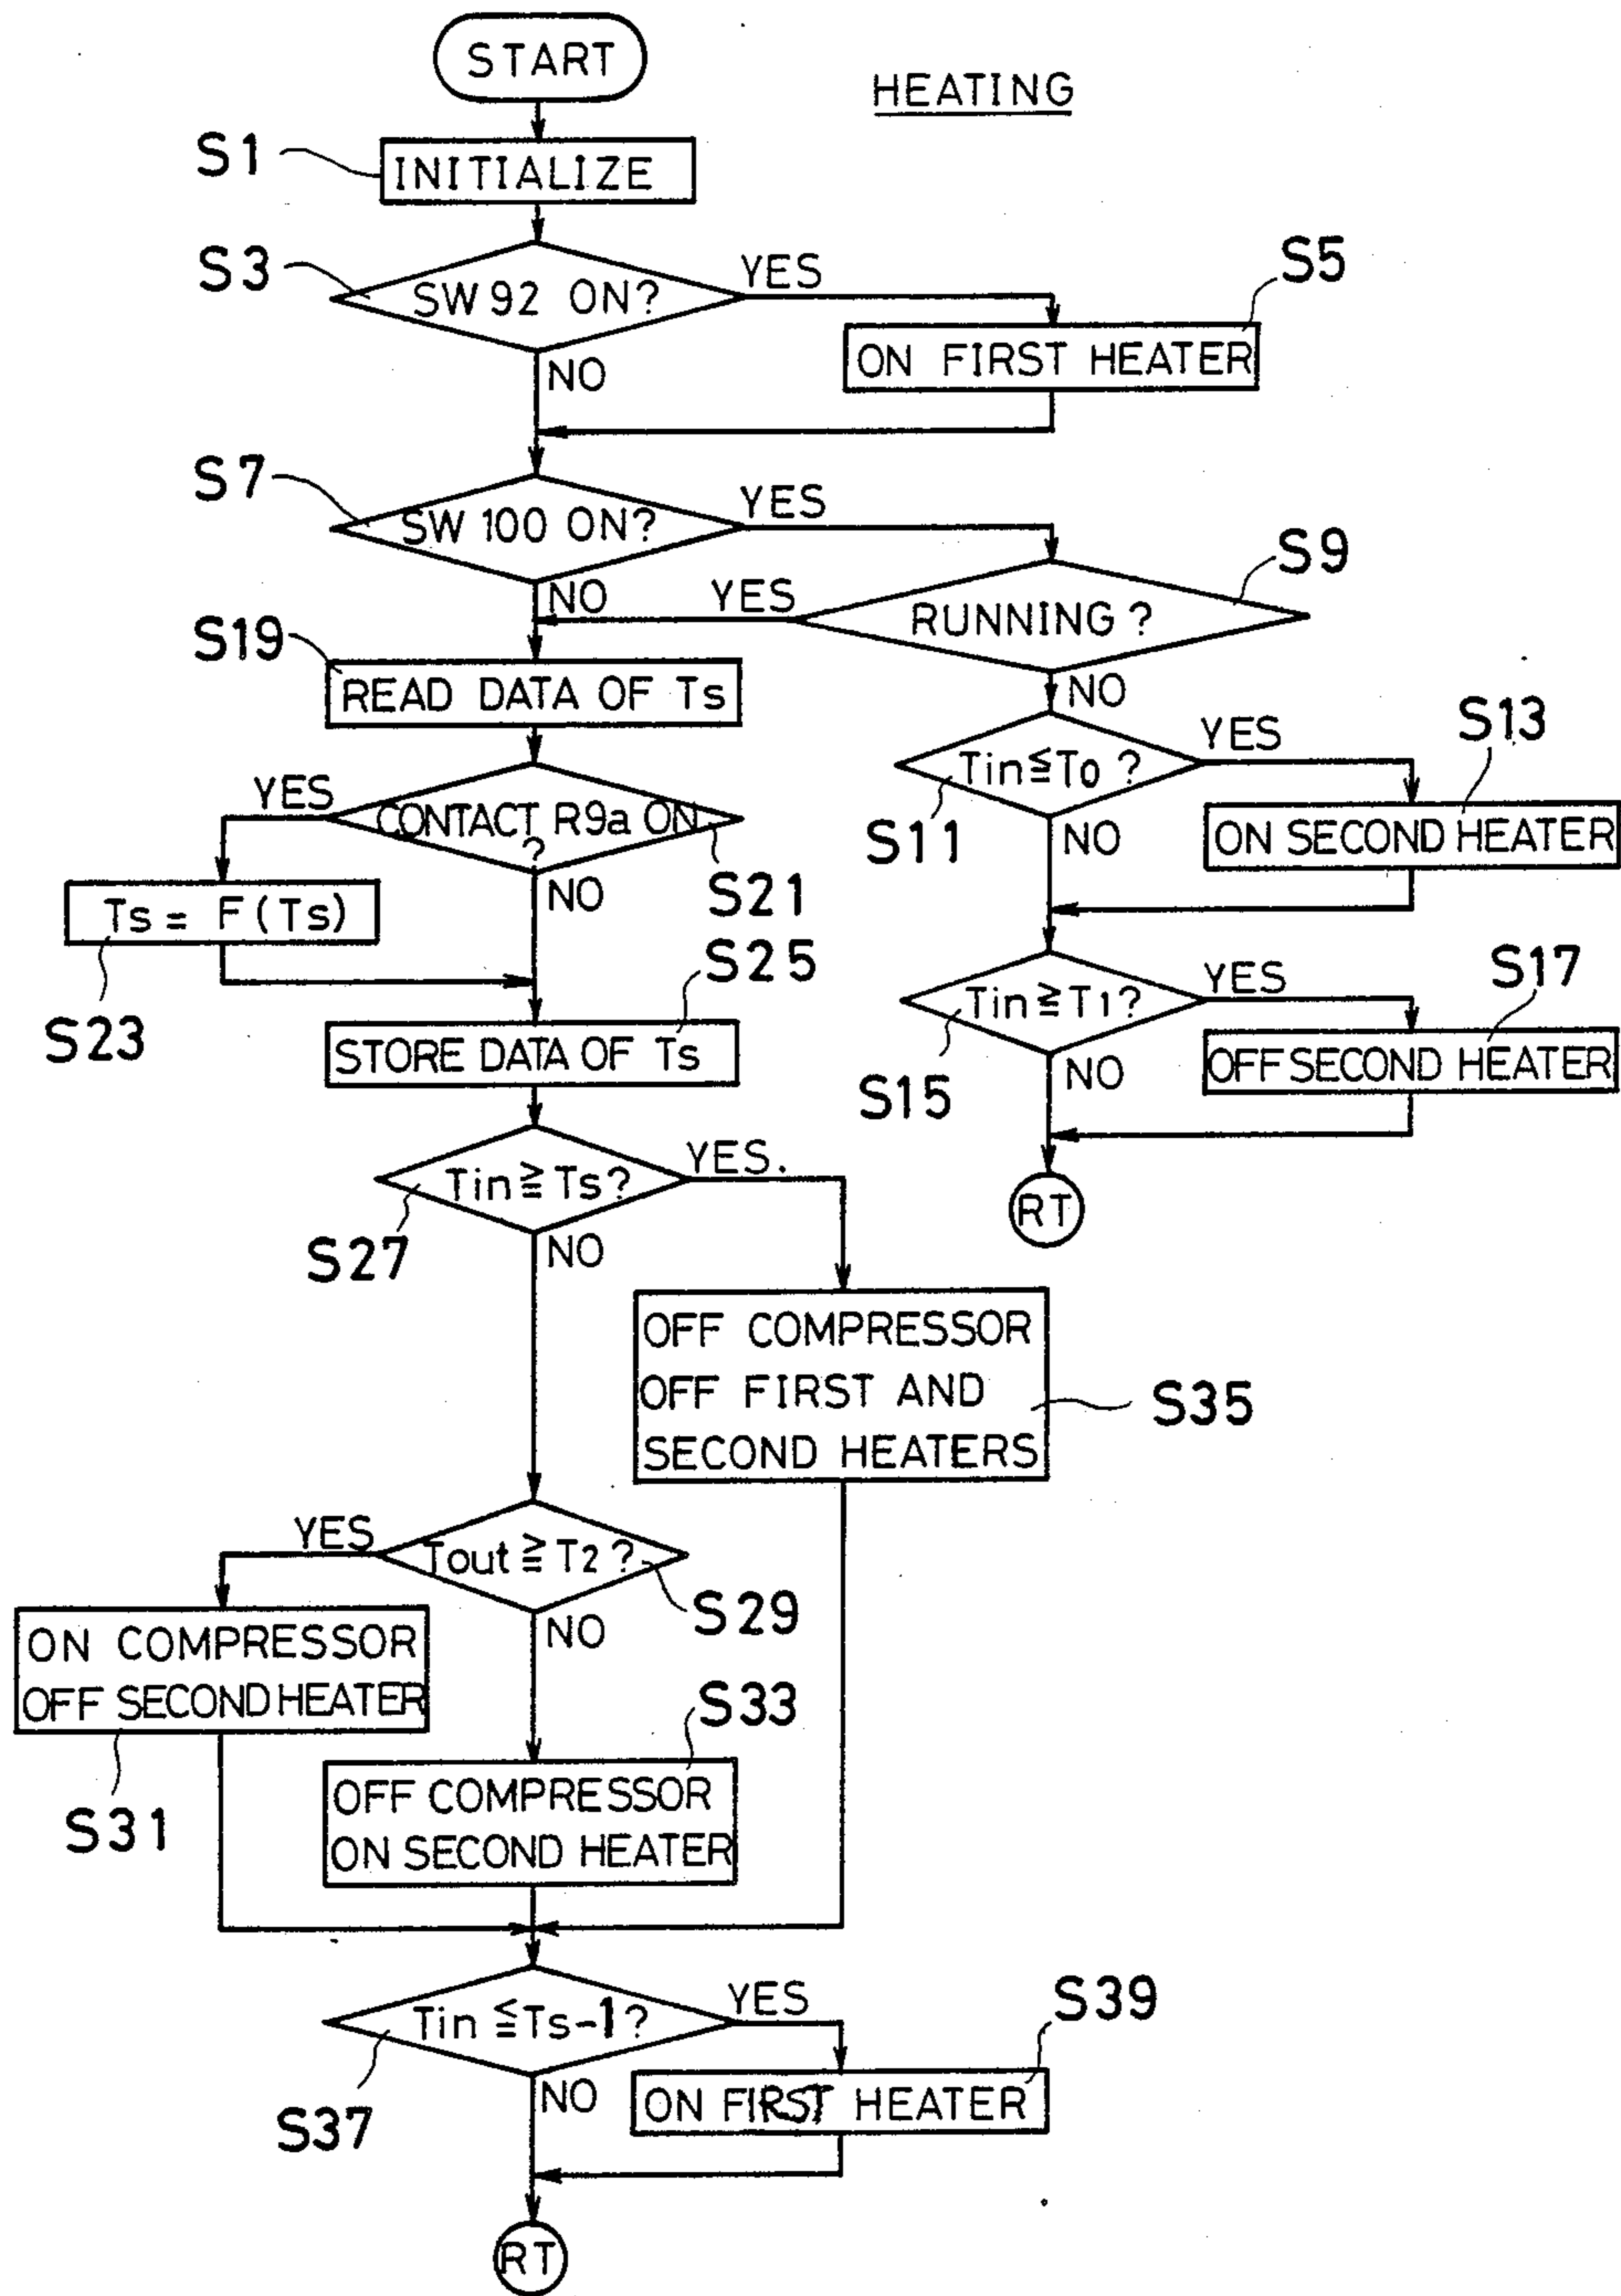 START
HEATING
S1
INITIALIZE
S3
SW 92 ON?
YES
S5
ON FIRST HEATER
NO
S7
SW 100 ON?
YES
S9
NO
YES
RUNNING ?
S19
READ DATA OF Ts
NO
S13
Tin≦T0 ?
YES
YES
CONTACT R9a ON
?
S11
NO
ON SECOND HEATER
S21
NO
Ts = F(Ts)
S25
S23
S17
Tin≧T1?
YES
STORE DATA OF Ts
S15
NO
OFF SECOND HEATER
Tin≧Ts?
YES.
RT
S27
NO
OFF COMPRESSOR
OFF FIRST AND
SECOND HEATERS
S35
YES
Tout≧T2?
S29
NO
ON COMPRESSOR
OFF SECOND HEATER
S33
S31
OFF COMPRESSOR
ON SECOND HEATER
Tin≦Ts-1?
YES
S39
NO
ON FIRST HEATER
S37
RT